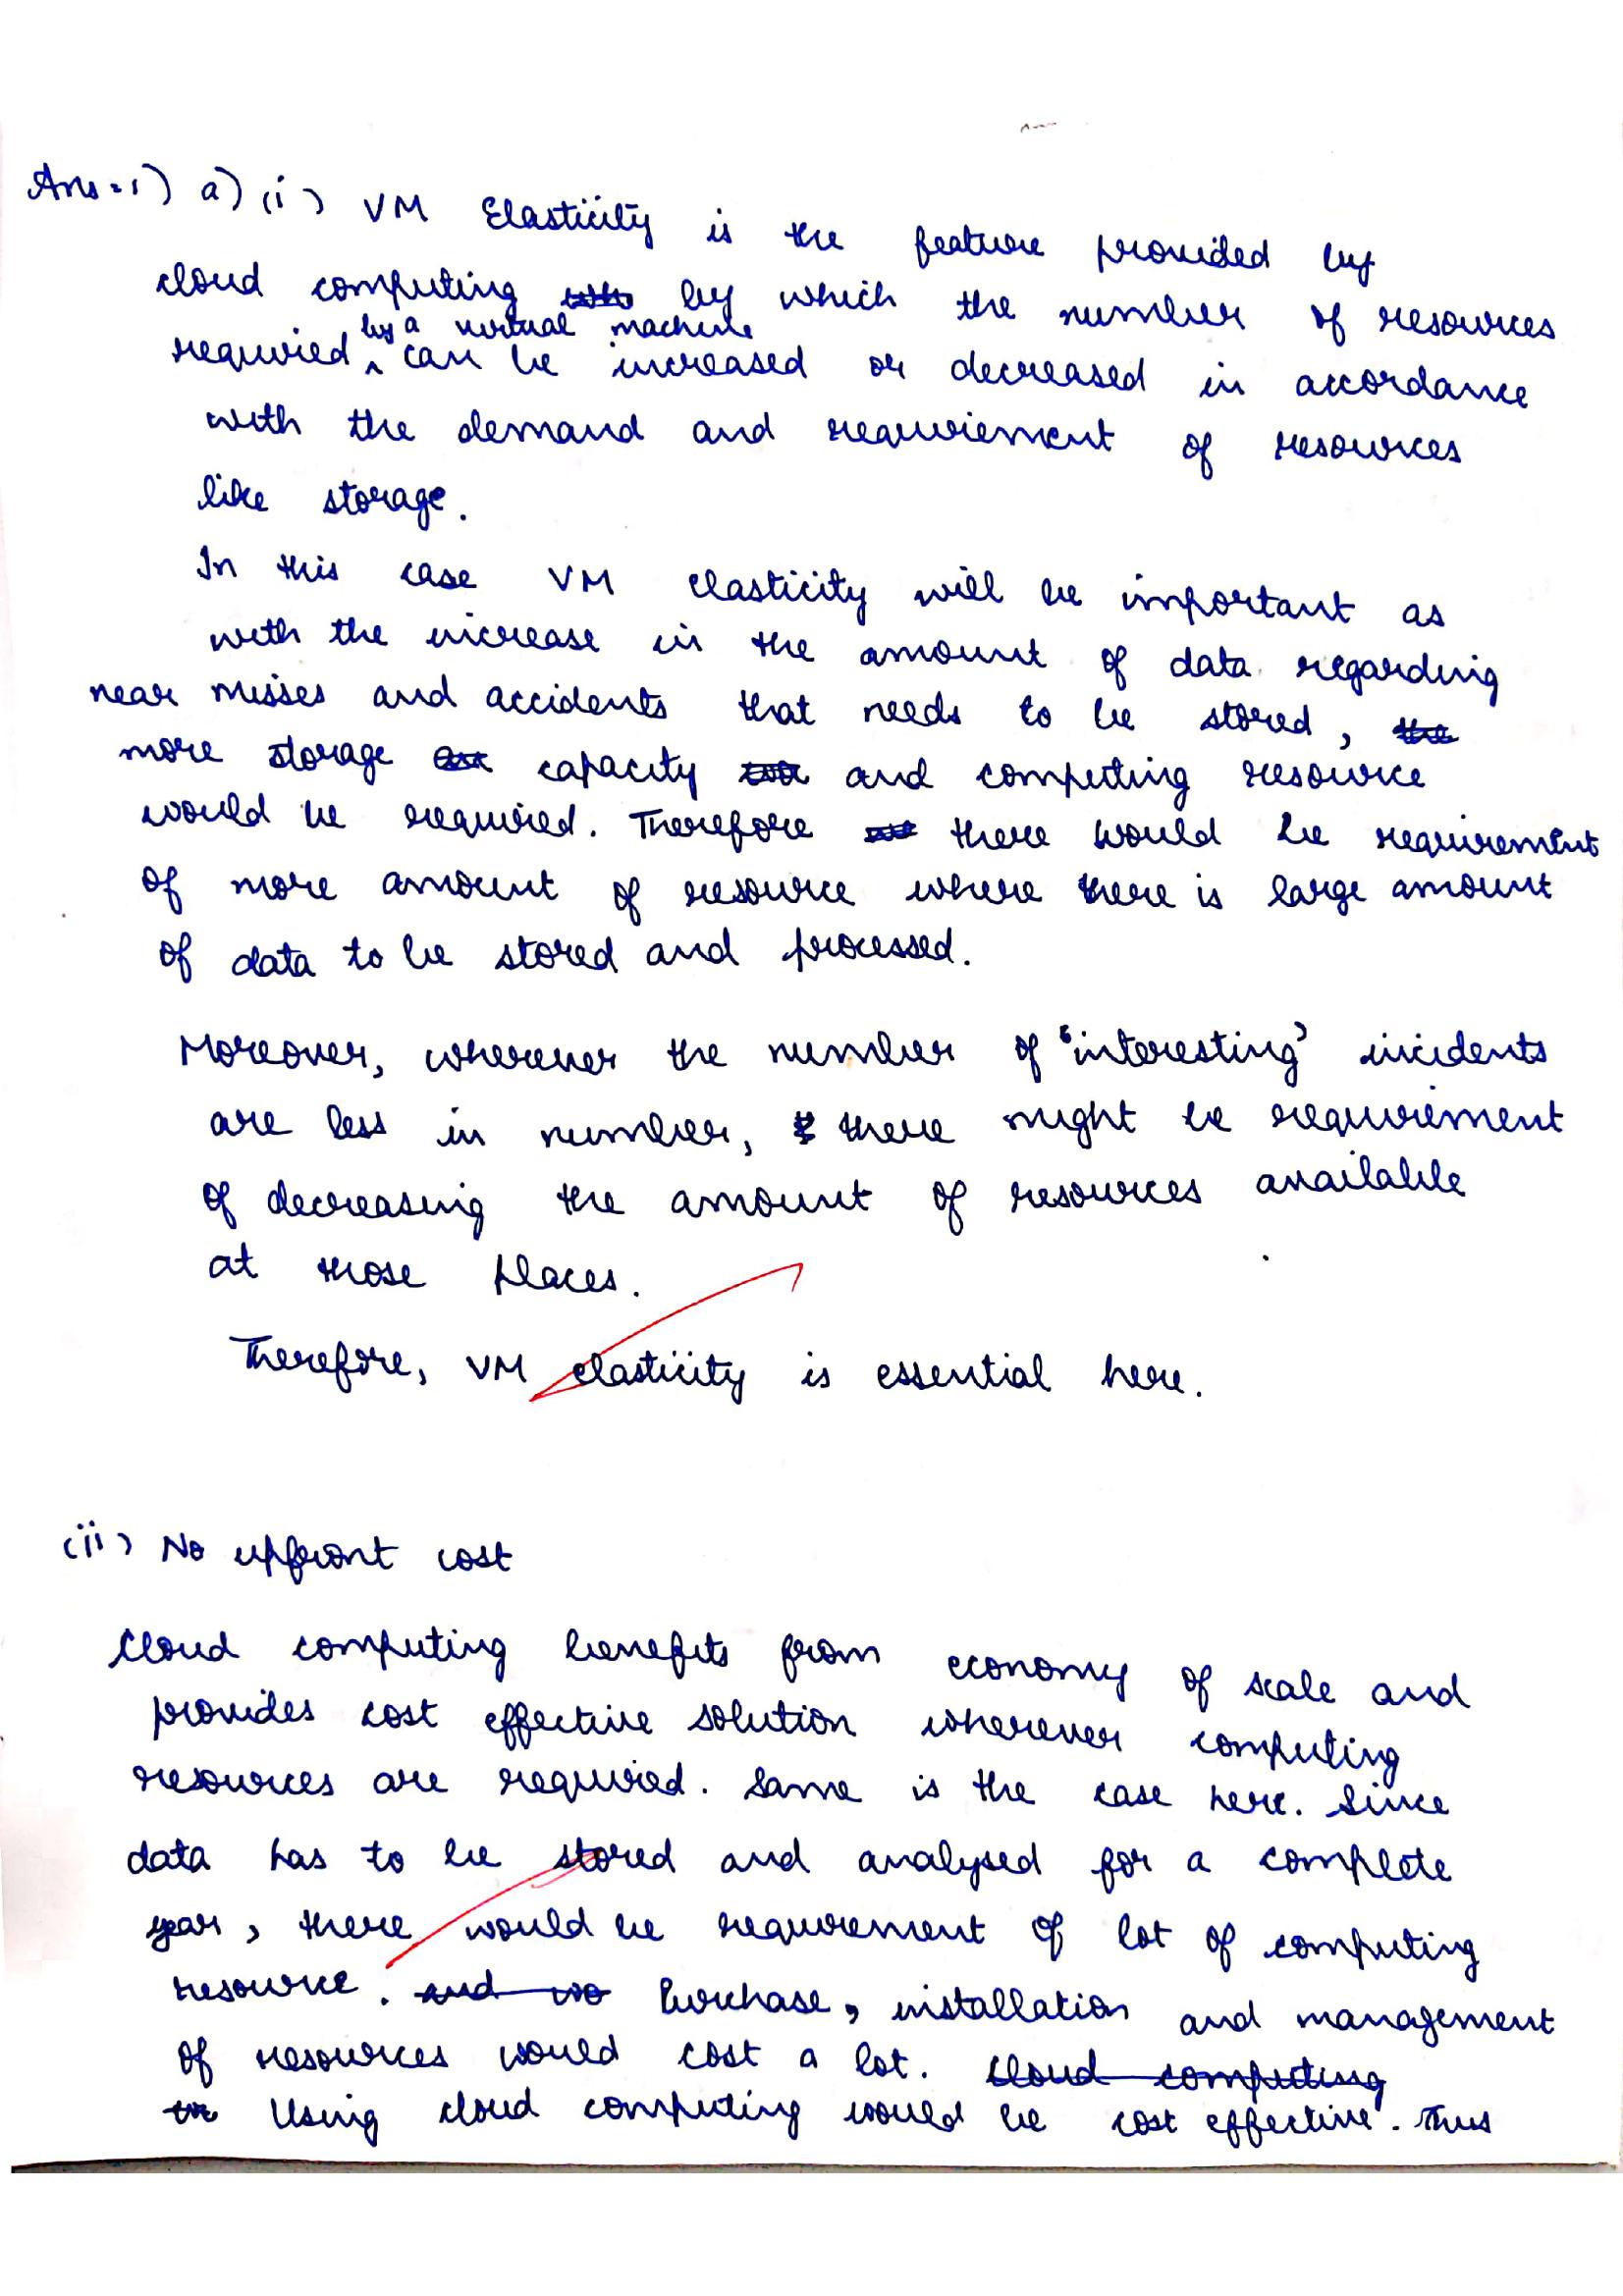 Ans:1) a) (i) VM Elasticity is the feature provided by
cloud computing by which the number of resources
required by a virtual machine can be increased or decreased in accordance
with the demand and requirement of resources
like storage.
In this case VM elasticity will be important as
with the increase in the amount of data regarding
near misses and accidents that needs to be stored, the
more storage capacity and computing resource
would be required. Therefore there would be requirement
of more amount of resource where there is large amount
of data to be stored and processed.
Moreover, wherever the number of 'interesting' incidents
are less in number, there might be requirement
of decreasing the amount of resources available
at those places.
Therefore, VM elasticity is essential here.
(ii) No upfront cost
Cloud computing benefits from economy of scale and
provides cost effective solution wherever computing
resources are required. Same is the case here. Since
data has to be stored and analysed for a complete
year, there would be requirement of lot of computing
resource. and wo Purchase, installation and management
of resources would cost a lot. Cloud computing
Using cloud computing would be cost effective. Thus